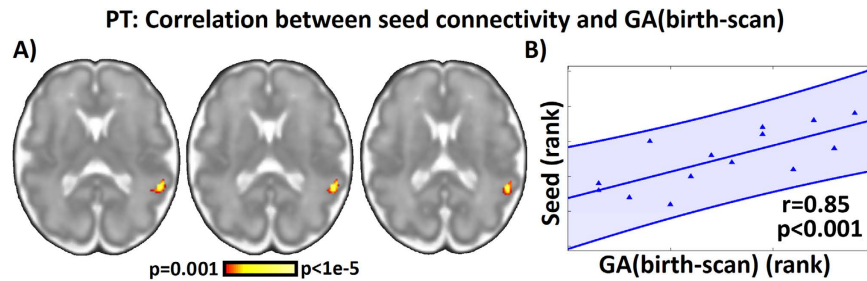 PT: Correlation between seed connectivity and GA(birth-scan)
A)
B)
Seed (rank)
r=0.85
p<0.001
p=0.001 p<1e-5
GA(birth-scan) (rank)